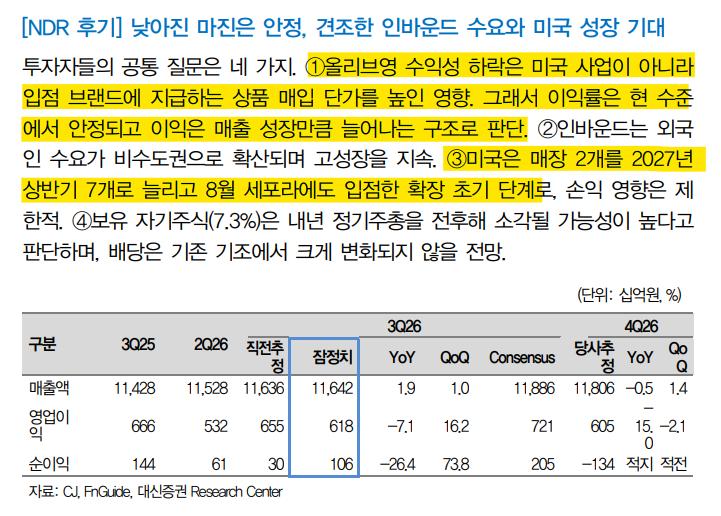 [NDR 후기] 낮아진 마진은 안정, 견조한 인바운드 수요와 미국 성장 기대
투자자들의 공통 질문은 네 가지. ①올리브영 수익성 하락은 미국 사업이 아니라
입점 브랜드에 지급하는 상품 매입 단가를 높인 영향. 그래서 이익률은 현 수준
에서 안정되고 이익은 매출 성장만큼 늘어나는 구조로 판단. ②인바운드는 외국
인 수요가 비수도권으로 확산되며 고성장을 지속. ③미국은 매장 2개를 2027년
상반기 7개로 늘리고 8월 세포라에도 입점한 확장 초기 단계로, 손익 영향은 제
한적. ④보유 자기주식(7.3%)은 내년 정기주총을 전후해 소각될 가능성이 높다고
판단하며, 배당은 기존 기조에서 크게 변화되지 않을 전망.
(단위: 십억원, %)
구분 3Q25 2Q26 3Q26 4Q26
직전추정 잠정치 YoY QoQ Consensus 당사추정 YoY QoQ
매출액 11,428 11,528 11,636 11,642 1.9 1.0 11,886 11,806 -0.5 1.4
영업이익 666 532 655 618 -7.1 16.2 721 605 -15.0 -2.1
순이익 144 61 30 106 -26.4 73.8 205 -134 적지 적전
자료: CJ, FnGuide, 대신증권 Research Center